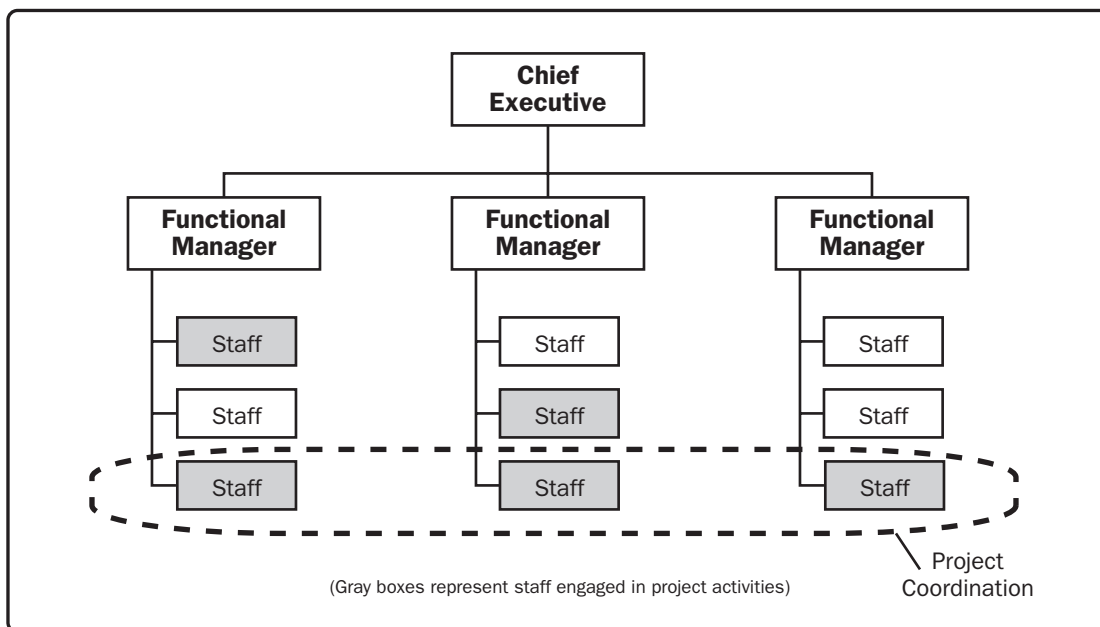 Chief
Executive
Functional
Manager
Functional
Manager
Functional
Manager
Staff
Staff
Staff
Staff
Staff
Staff
Staff
Staff
Staff
Project
Coordination
(Gray boxes represent staff engaged in project activities)